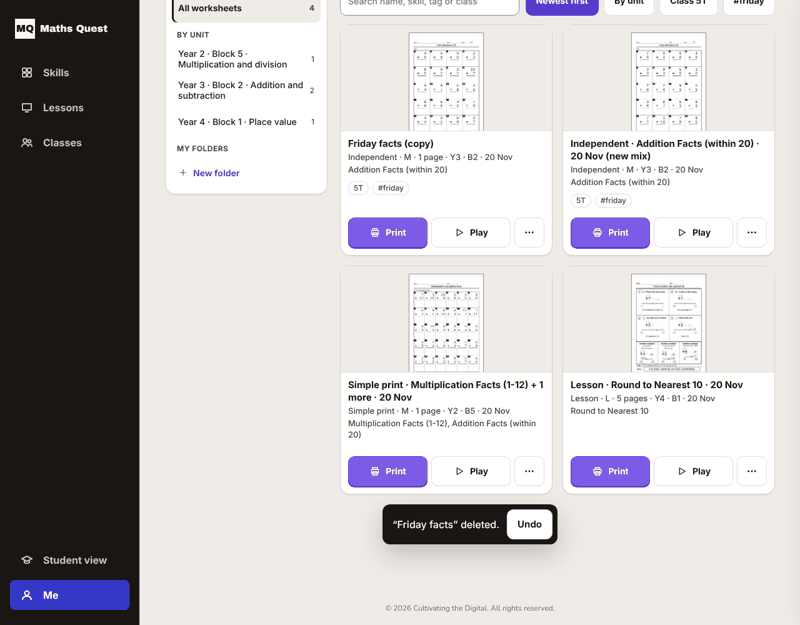 MQ Maths Quest
Skills
Lessons
Classes
Student view
Me
All worksheets 4
BY UNIT
Year 2 · Block 5 ·
Multiplication and division 1
Year 3 · Block 2 · Addition and
subtraction 2
Year 4 · Block 1 · Place value 1
MY FOLDERS
+ New folder
Search name, skill, tag or class
Newest first
By unit
Class 5T
#friday
Friday facts (copy)
Independent · M · 1 page · Y3 · B2 · 20 Nov
Addition Facts (within 20)
5T #friday
Print Play ...
Independent · Addition Facts (within 20) ·
20 Nov (new mix)
Independent · M · Y3 · B2 · 20 Nov
Addition Facts (within 20)
5T #friday
Print Play ...
Simple print · Multiplication Facts (1-12) + 1
more · 20 Nov
Simple print · M · 1 page · Y2 · B5 · 20 Nov
Multiplication Facts (1-12), Addition Facts (within
20)
Print Play ...
Lesson · Round to Nearest 10 · 20 Nov
Lesson · L · 5 pages · Y4 · B1 · 20 Nov
Round to Nearest 10
Print Play ...
“Friday facts” deleted. Undo
© 2026 Cultivating the Digital. All rights reserved.